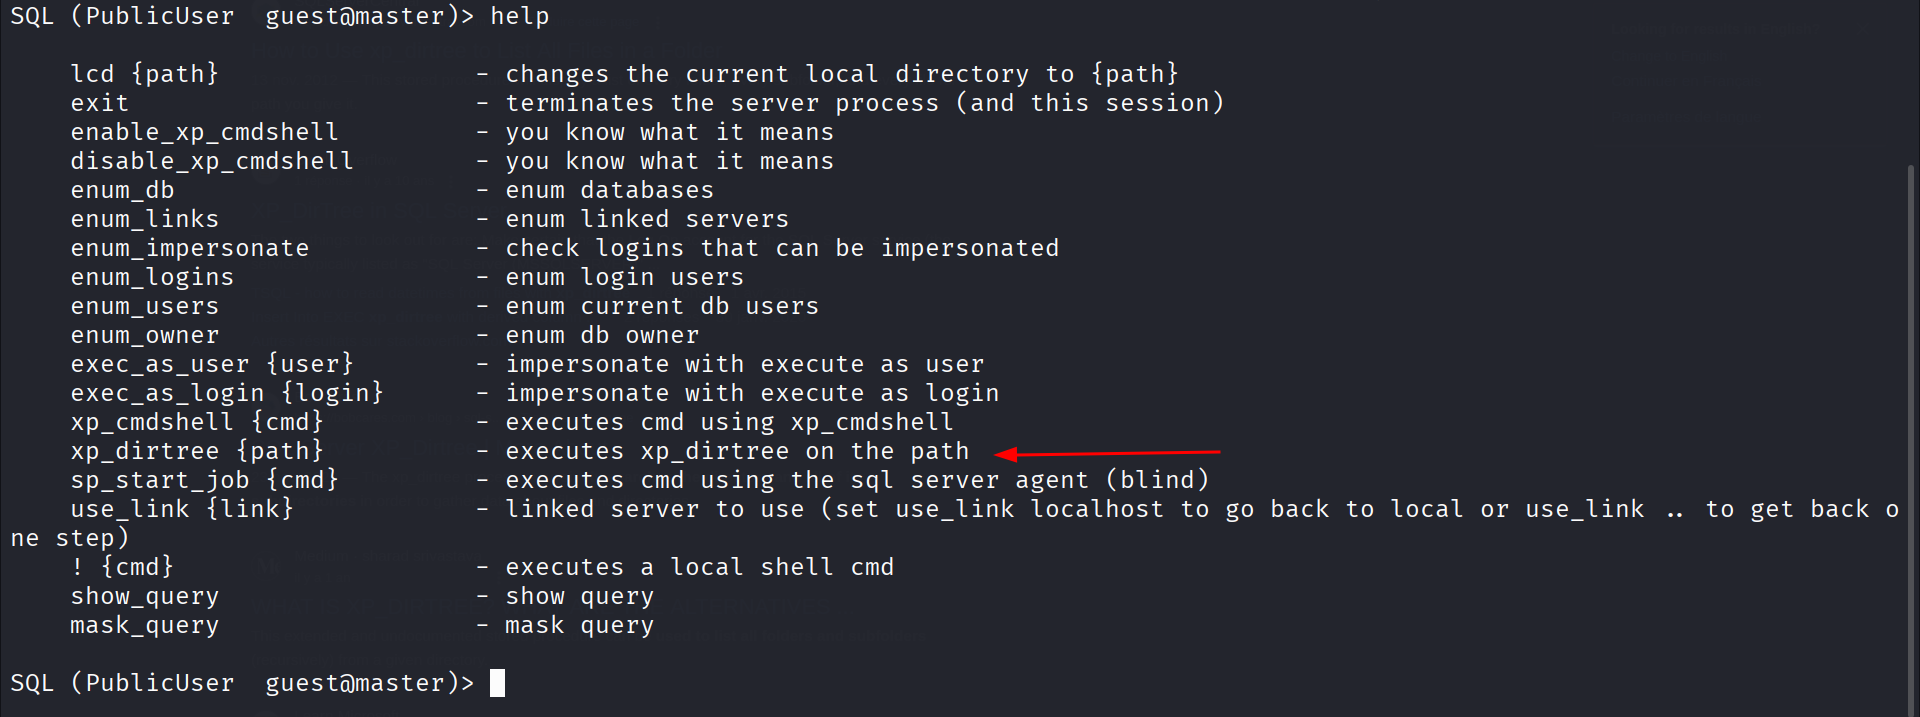 SQL (PublicUser  guest@master)> help
lcd {path}                 - changes the current local directory to {path}
exit                       - terminates the server process (and this session)
enable_xp_cmdshell         - you know what it means
disable_xp_cmdshell        - you know what it means
enum_db                    - enum databases
enum_links                 - enum linked servers
enum_impersonate           - check logins that can be impersonated
enum_logins                - enum login users
enum_users                 - enum current db users
enum_owner                 - enum db owner
exec_as_user {user}        - impersonate with execute as user
exec_as_login {login}      - impersonate with execute as login
xp_cmdshell {cmd}          - executes cmd using xp_cmdshell
xp_dirtree {path}          - executes xp_dirtree on the path
sp_start_job {cmd}         - executes cmd using the sql server agent (blind)
use_link {link}            - linked server to use (set use_link localhost to go back to local or use_link .. to get back o
ne step)
! {cmd}                    - executes a local shell cmd
show_query                 - show query
mask_query                 - mask query
SQL (PublicUser  guest@master)>